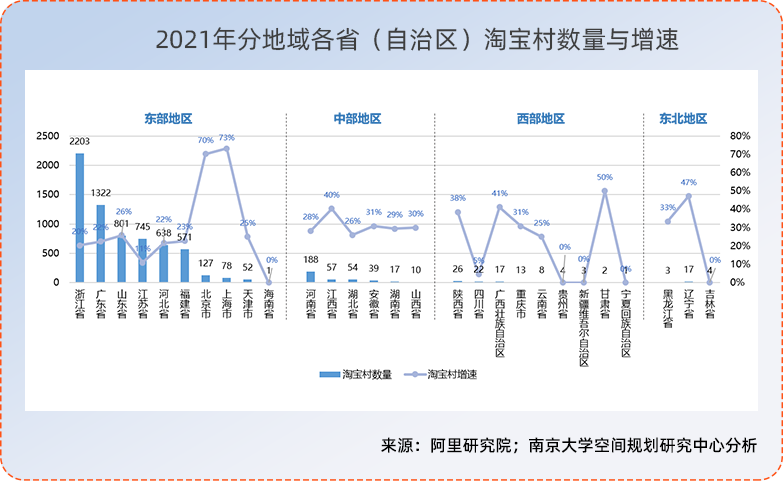 2021年分地域各省（自治区）淘宝村数量与增速
东部地区 中部地区 西部地区 东北地区
2500 2000 1500 1000 500 0
80% 70% 60% 50% 40% 30% 20% 10% 0%
2203 1322 801 745 638 571 127 78 52 1
20% 22% 26% 11% 22% 23% 70% 73% 25% 0%
188 57 54 39 17 10
28% 40% 26% 31% 29% 30%
26 22 17 13 8 4 3 2 1
38% 5% 41% 31% 25% 0% 0% 50% 0%
3 17 4
33% 47% 0%
浙江省 广东省 山东省 江苏省 河北省 福建省 北京市 上海市 天津市 海南省
河南省 江西省 湖北省 安徽省 湖南省 山西省
陕西省 四川省 广西壮族自治区 重庆市 云南省 贵州省 新疆维吾尔自治区 甘肃省 宁夏回族自治区
黑龙江省 辽宁省 吉林省
淘宝村数量 淘宝村增速
来源：阿里研究院；南京大学空间规划研究中心分析